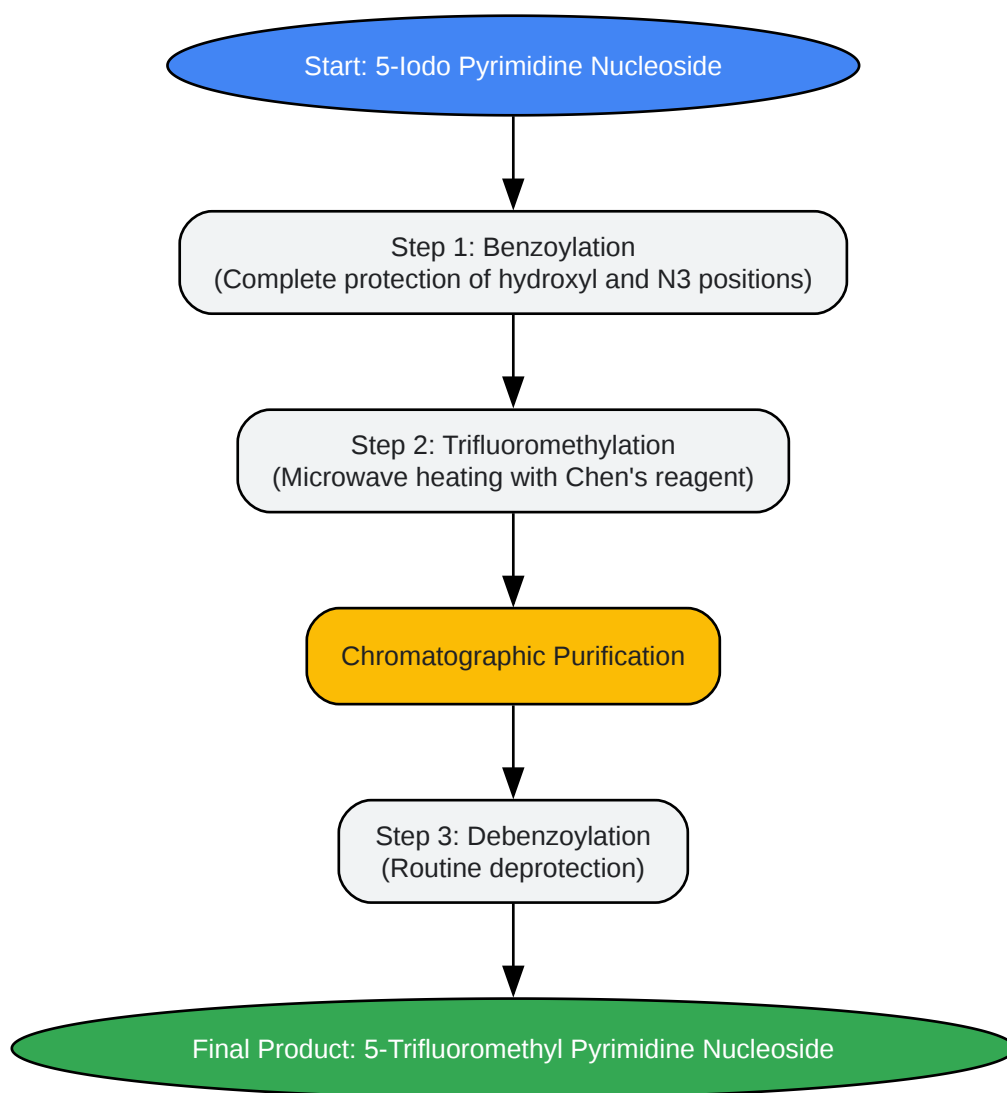 Start: 5-Iodo Pyrimidine Nucleoside
Step 1: Benzoylation
(Complete protection of hydroxyl and N3 positions)
Step 2: Trifluoromethylation
(Microwave heating with Chen's reagent)
Chromatographic Purification
Step 3: Debenzoylation
(Routine deprotection)
Final Product: 5-Trifluoromethyl Pyrimidine Nucleoside